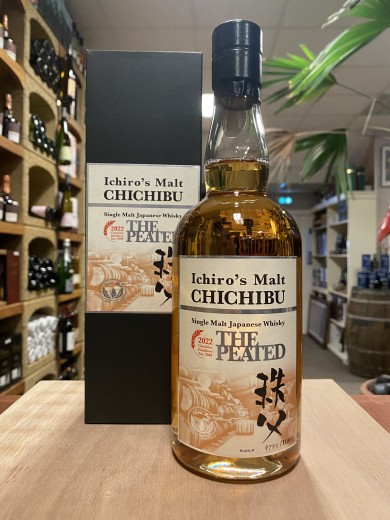 Ichiro's Malt
CHICHIBU
Single Malt Japanese Whisky
2022
THE
PEATED
秩父
Ichiro's Malt
CHICHIBU
Single Malt Japanese Whisky
2022
THE
PEATED
秩父